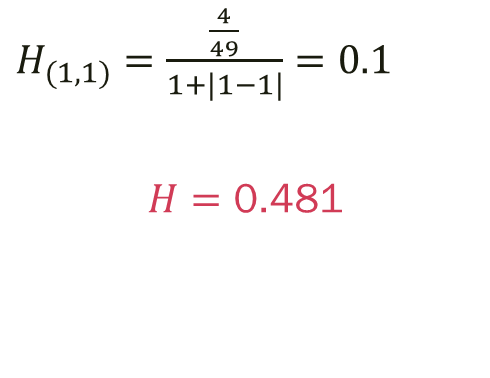 H₍₁,₁₎ = (4/49)/(1+|1−1|) = 0.1
H = 0.481